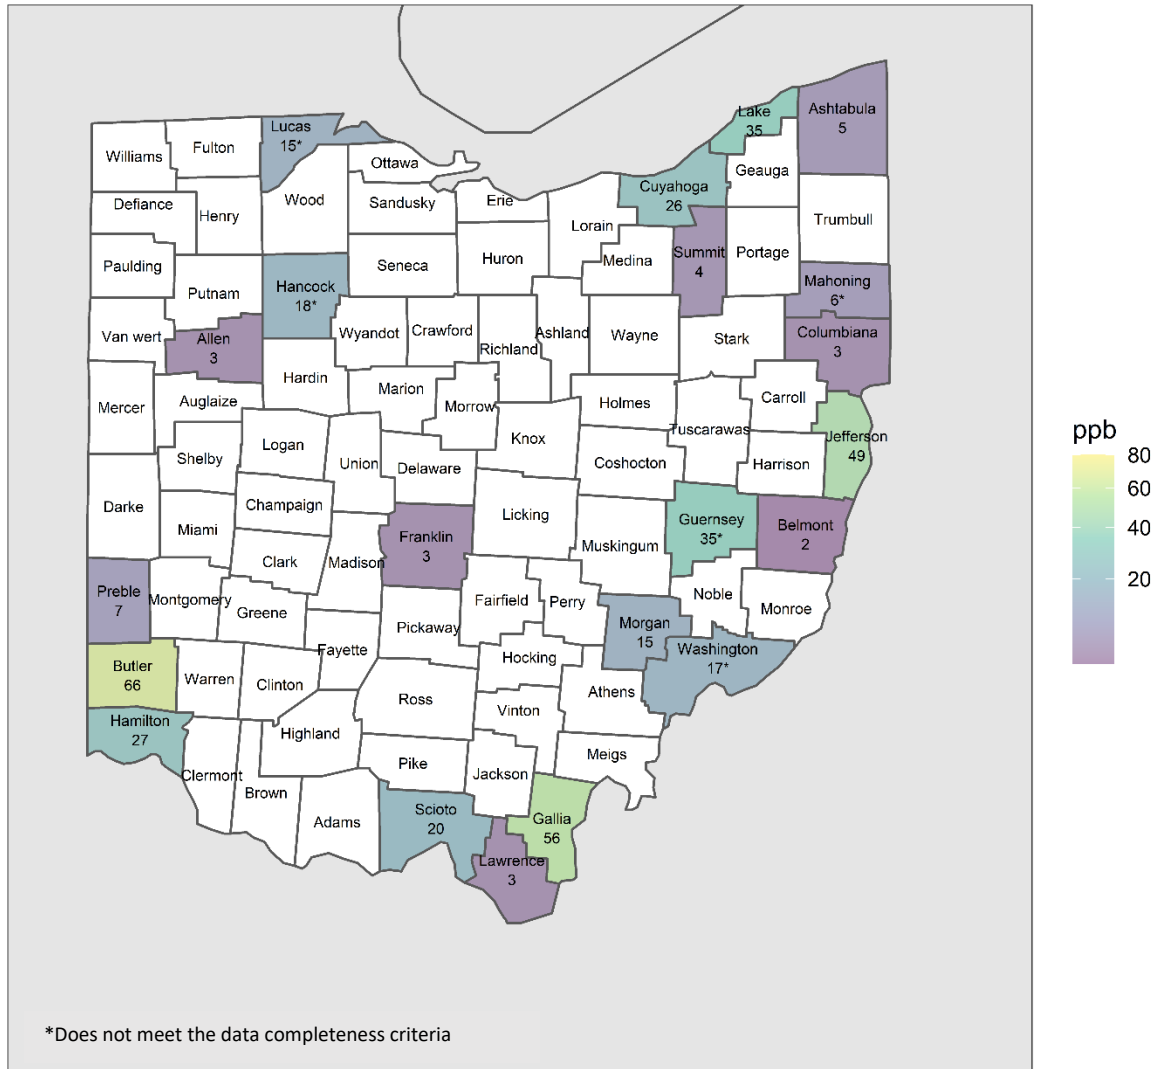 Lake
35
Ashtabula
5
Lucas
15*
Williams
Fulton
Ottawa
Geauga
Cuyahoga
26
Defiance
Henry
Wood
Sandusky
Erie
Lorain
Trumbull
Paulding
Seneca
Huron
Medina
Summit
4
Portage
Putnam
Hancock
18*
Mahoning
6*
Van wert
Allen
3
Wyandot
Crawford
Richland
Ashland
Wayne
Stark
Columbiana
3
Mercer
Auglaize
Hardin
Marion
Morrow
Holmes
Carroll
Tuscarawas
Jefferson
49
Shelby
Logan
Union
Delaware
Knox
Coshocton
Harrison
Darke
Miami
Champaign
Licking
Guernsey
35*
Belmont
2
Clark
Madison
Franklin
3
Muskingum
Preble
7
Montgomery
Greene
Fairfield
Perry
Noble
Monroe
Fayette
Pickaway
Morgan
15
Washington
17*
Butler
66
Warren
Clinton
Hocking
Ross
Athens
Vinton
Hamilton
27
Highland
Meigs
Clermont
Brown
Pike
Jackson
Adams
Scioto
20
Gallia
56
Lawrence
3
ppb
80
60
40
20
*Does not meet the data completeness criteria